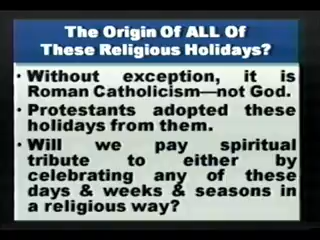 The Origin Of ALL Of
These Religious Holidays?
• Without exception, it is
Roman Catholicism—not God.
• Protestants adopted these
holidays from them.
• Will we pay spiritual
tribute to either by
celebrating any of these
days & weeks & seasons in
a religious way?